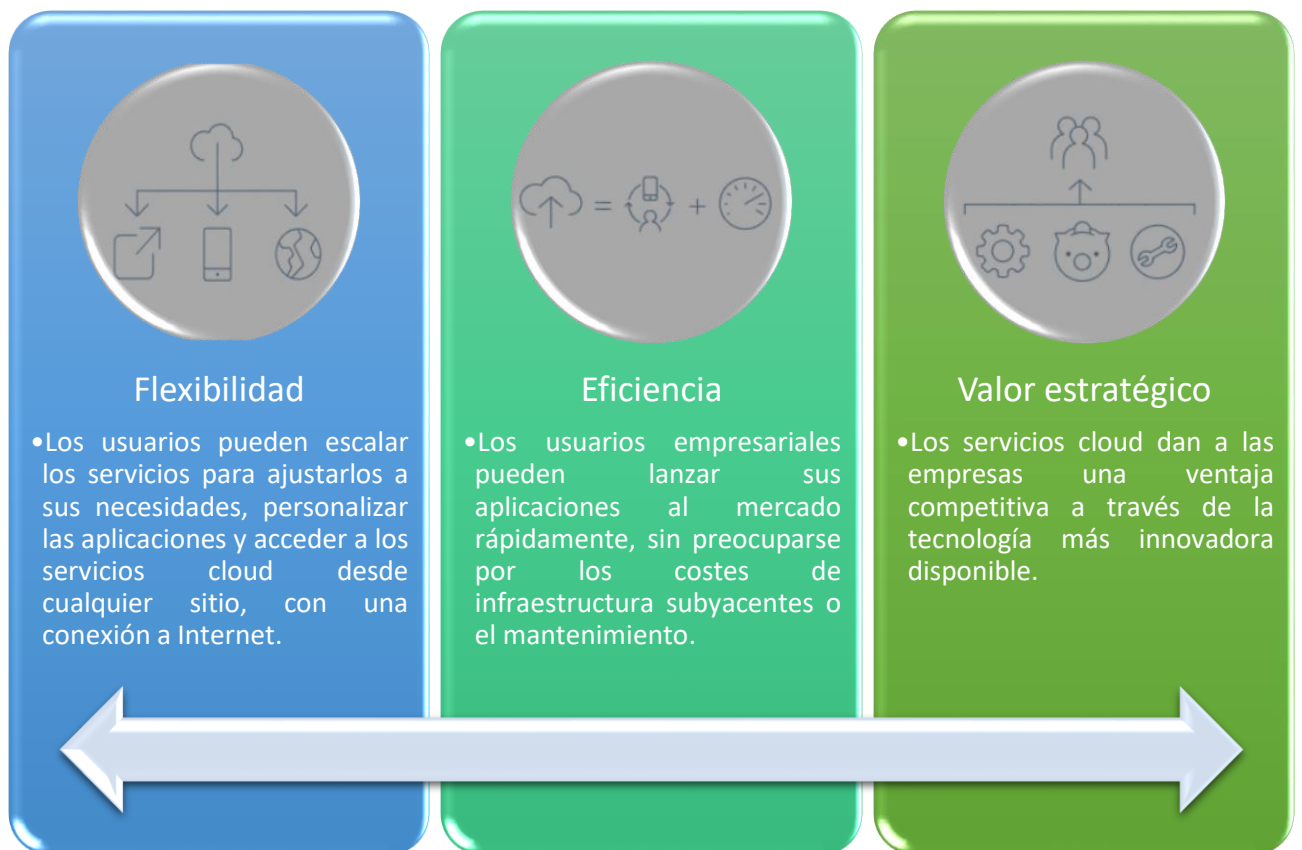 Flexibilidad
•Los usuarios pueden escalar
los servicios para ajustarlos a
sus necesidades, personalizar
las aplicaciones y acceder a los
servicios cloud desde
cualquier sitio, con una
conexión a Internet.
Eficiencia
•Los usuarios empresariales
pueden lanzar sus
aplicaciones al mercado
rápidamente, sin preocuparse
por los costes de
infraestructura subyacentes o
el mantenimiento.
Valor estratégico
•Los servicios cloud dan a las
empresas una ventaja
competitiva a través de la
tecnología más innovadora
disponible.